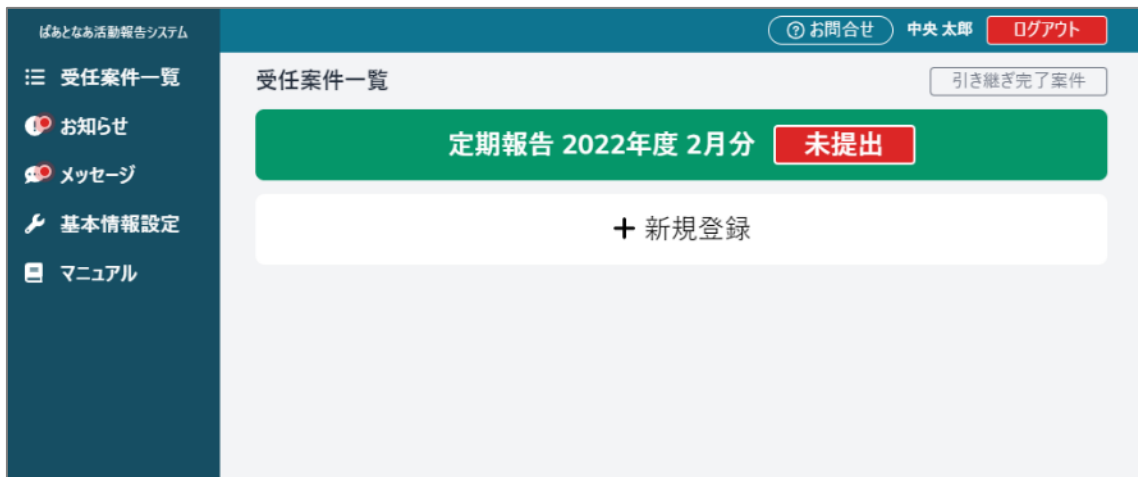 ぱあとなあ活動報告システム
お問合せ 中央 太郎 ログアウト
受任案件一覧
お知らせ
メッセージ
基本情報設定
マニュアル
受任案件一覧 引き継ぎ完了案件
定期報告 2022年度 2月分 未提出
新規登録